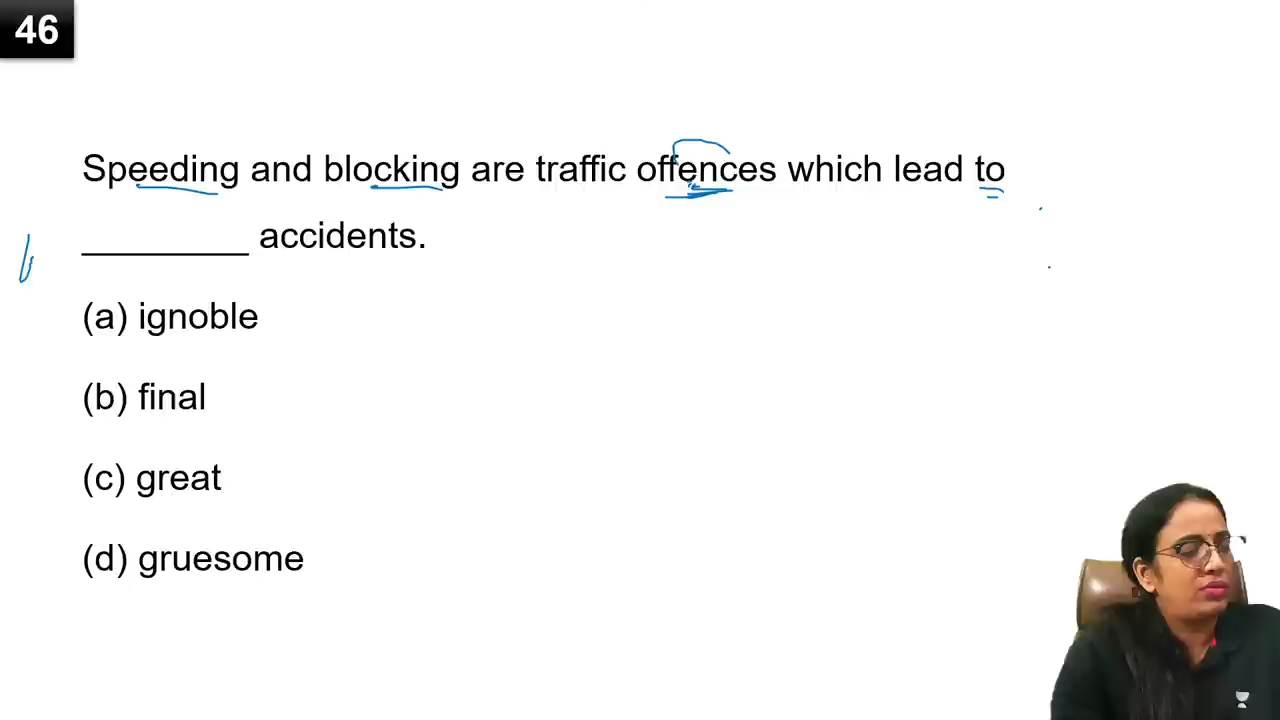 46
Speeding and blocking are traffic offences which lead to
_________ accidents.
(a) ignoble
(b) final
(c) great
(d) gruesome